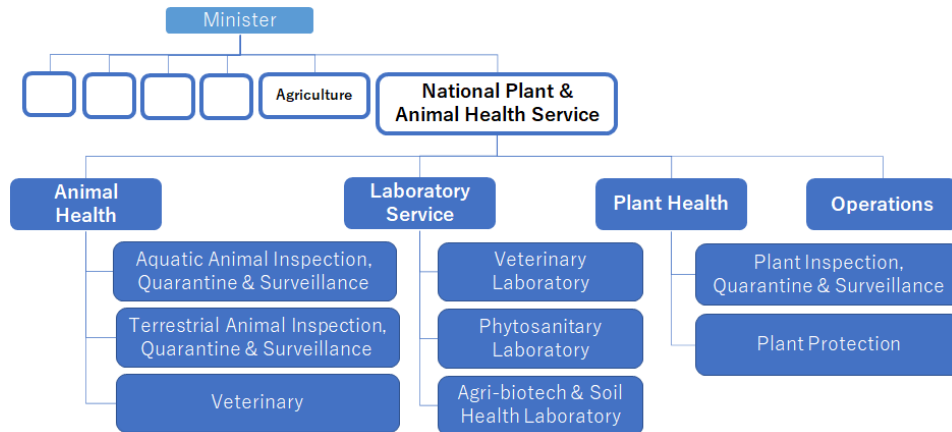 Minister
Agriculture
National Plant &
Animal Health Service
Animal
Health
Laboratory
Service
Plant Health
Operations
Aquatic Animal Inspection,
Quarantine & Surveillance
Veterinary
Laboratory
Plant Inspection,
Quarantine & Surveillance
Terrestrial Animal Inspection,
Quarantine & Surveillance
Phytosanitary
Laboratory
Plant Protection
Veterinary
Agri-biotech & Soil
Health Laboratory